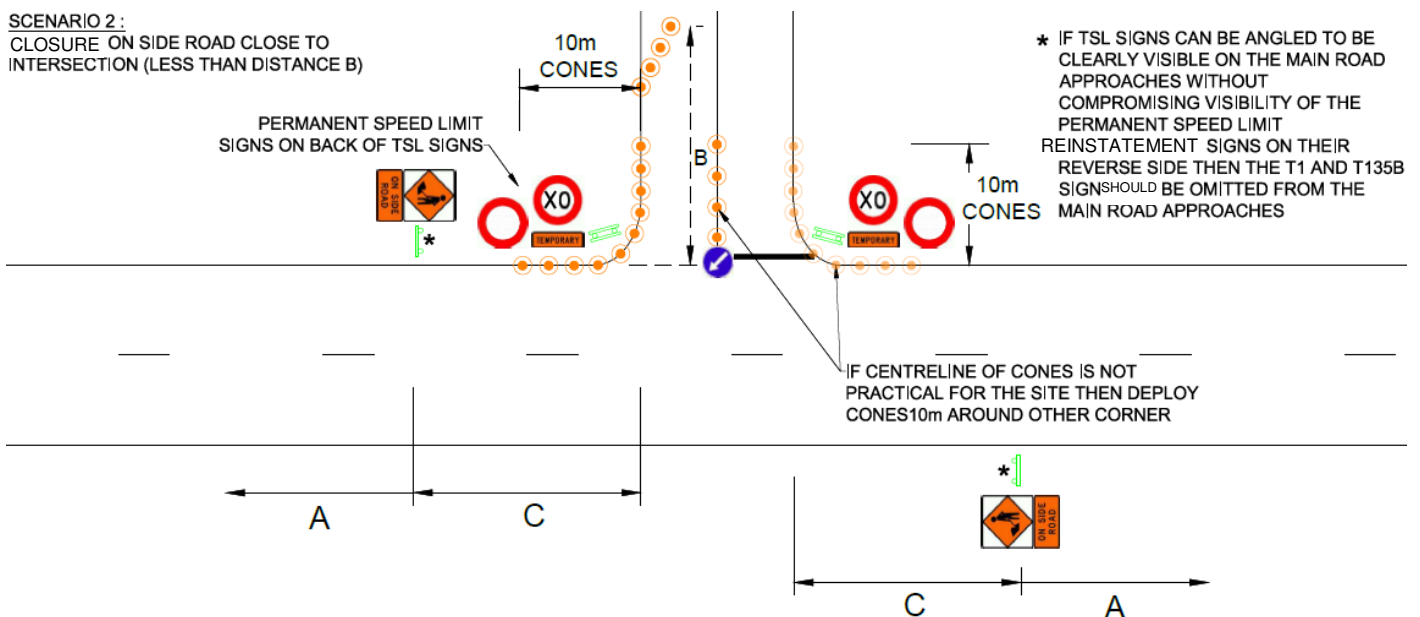 SCENARIO 2 :
CLOSURE ON SIDE ROAD CLOSE TO
INTERSECTION (LESS THAN DISTANCE B)
10m
CONES
PERMANENT SPEED LIMIT
SIGNS ON BACK OF TSL SIGNS
ON SIDE
ROAD
*
X0
TEMPORARY
B
X0
TEMPORARY
10m
CONES
* IF TSL SIGNS CAN BE ANGLED TO BE
CLEARLY VISIBLE ON THE MAIN ROAD
APPROACHES WITHOUT
COMPROMISING VISIBILITY OF THE
PERMANENT SPEED LIMIT
REINSTATEMENT SIGNS ON THEIR
REVERSE SIDE THEN THE T1 AND T135B
SIGN SHOULD BE OMITTED FROM THE
MAIN ROAD APPROACHES
IF CENTRELINE OF CONES IS NOT
PRACTICAL FOR THE SITE THEN DEPLOY
CONES10m AROUND OTHER CORNER
A
C
*
ON SIDE
ROAD
C
A